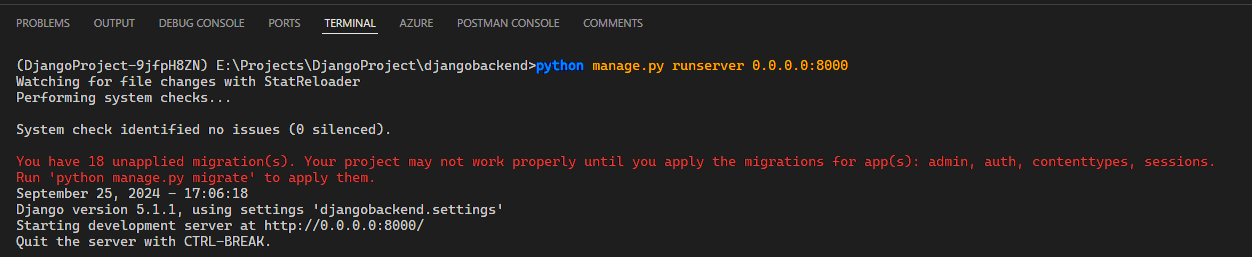 PROBLEMS OUTPUT DEBUG CONSOLE PORTS TERMINAL AZURE POSTMAN CONSOLE COMMENTS
(DjangoProject-9jfpH8ZN) E:\Projects\DjangoProject\djangobackend>python manage.py runserver 0.0.0.0:8000
Watching for file changes with StatReloader
Performing system checks...
System check identified no issues (0 silenced).
You have 18 unapplied migration(s). Your project may not work properly until you apply the migrations for app(s): admin, auth, contenttypes, sessions.
Run 'python manage.py migrate' to apply them.
September 25, 2024 - 17:06:18
Django version 5.1.1, using settings 'djangobackend.settings'
Starting development server at http://0.0.0.0:8000/
Quit the server with CTRL-BREAK.